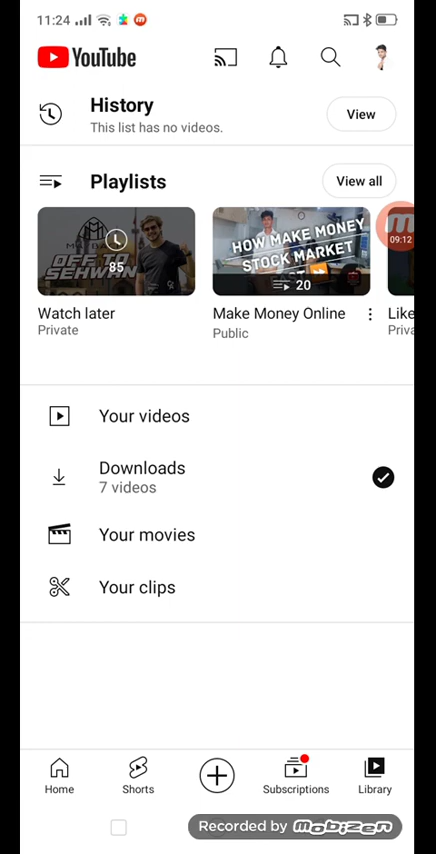 11:24
YouTube
History
This list has no videos.
View
Playlists
View all
OFF TO
SEHWAN
85
HOW MAKE MONEY
STOCK MARKET
FAST
20
09:12
Watch later
Private
Make Money Online
Public
Like
Priva
Your videos
Downloads
7 videos
Your movies
Your clips
Home
Shorts
Subscriptions
Library
Recorded by mobizen